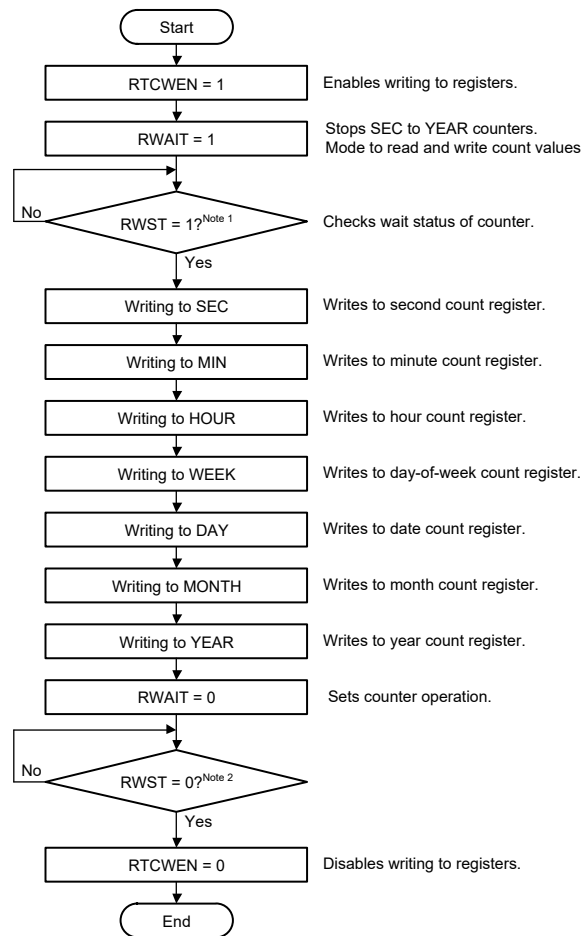 Start
RTCWEN = 1
Enables writing to registers.
RWAIT = 1
Stops SEC to YEAR counters.
Mode to read and write count values
No
RWST = 1?Note 1
Checks wait status of counter.
Yes
Writing to SEC
Writes to second count register.
Writing to MIN
Writes to minute count register.
Writing to HOUR
Writes to hour count register.
Writing to WEEK
Writes to day-of-week count register.
Writing to DAY
Writes to date count register.
Writing to MONTH
Writes to month count register.
Writing to YEAR
Writes to year count register.
RWAIT = 0
Sets counter operation.
No
RWST = 0?Note 2
Yes
RTCWEN = 0
Disables writing to registers.
End